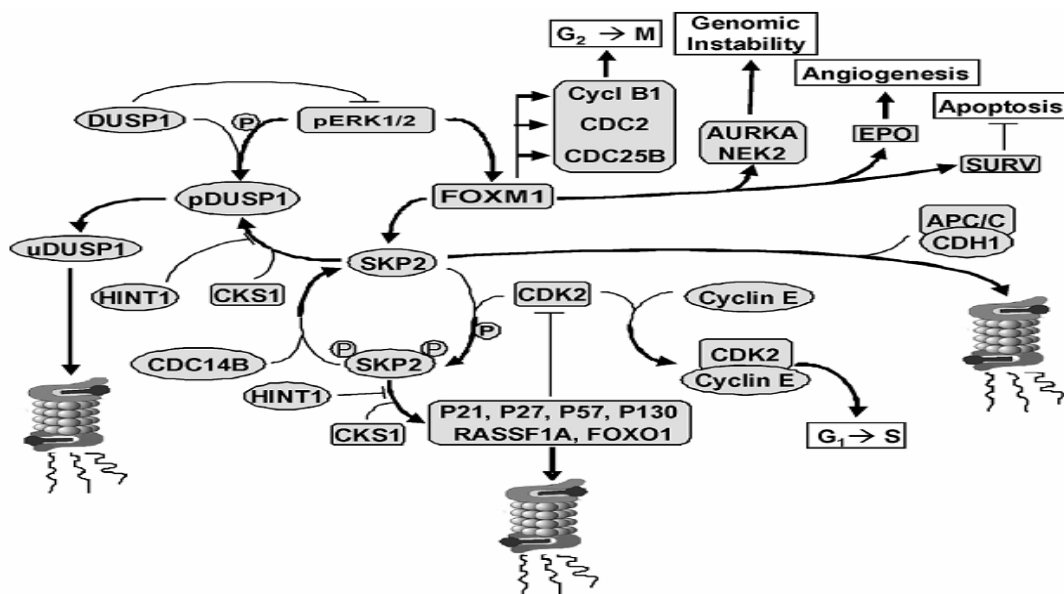 G₂ → M
Genomic
Instability
Angiogenesis
Apoptosis
DUSP1
P
pERK1/2
Cycl B1
CDC2
CDC25B
AURKA
NEK2
EPO
SURV
pDUSP1
FOXM1
uDUSP1
SKP2
APC/C
CDH1
HINT1
CKS1
CDK2
Cyclin E
P
CDC14B
P
P
SKP2
CDK2
Cyclin E
HINT1
CKS1
P21, P27, P57, P130
RASSF1A, FOXO1
G₁→ S